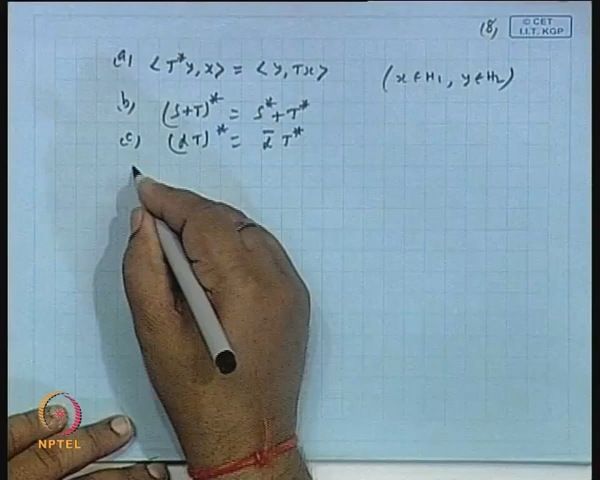 18,
© CET
I.I.T. KGP
(a) ⟨T*y, x⟩ = ⟨y, Tx⟩ (x ∈ H₁, y ∈ H₂)
b) (S+T)* = S* + T*
(c) (αT)* = ᾱ T*
NPTEL